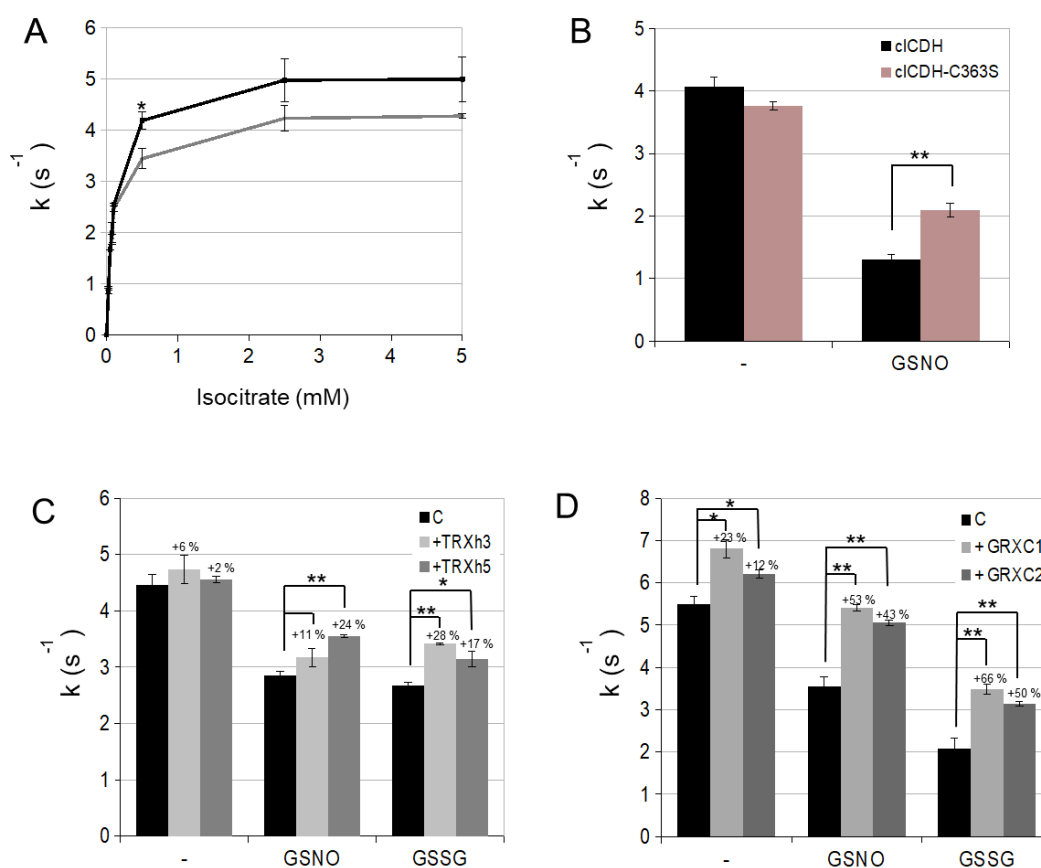 A
6
5
4
3
2
1
0
k (s⁻¹)
*
0 1 2 3 4 5
Isocitrate (mM)
B
5
4
3
2
1
0
k (s⁻¹)
cICDH
cICDH-C363S
**
- GSNO
C
6
5
4
3
2
1
0
k (s⁻¹)
C
+TRXh3
+TRXh5
+6 %
+2 %
**
+11 %
+24 %
*
**
+28 %
+17 %
- GSNO GSSG
D
8
7
6
5
4
3
2
1
0
k (s⁻¹)
C
+ GRXC1
+ GRXC2
*
*
+23 %
+12 %
**
**
+53 %
+43 %
**
**
+66 %
+50 %
- GSNO GSSG